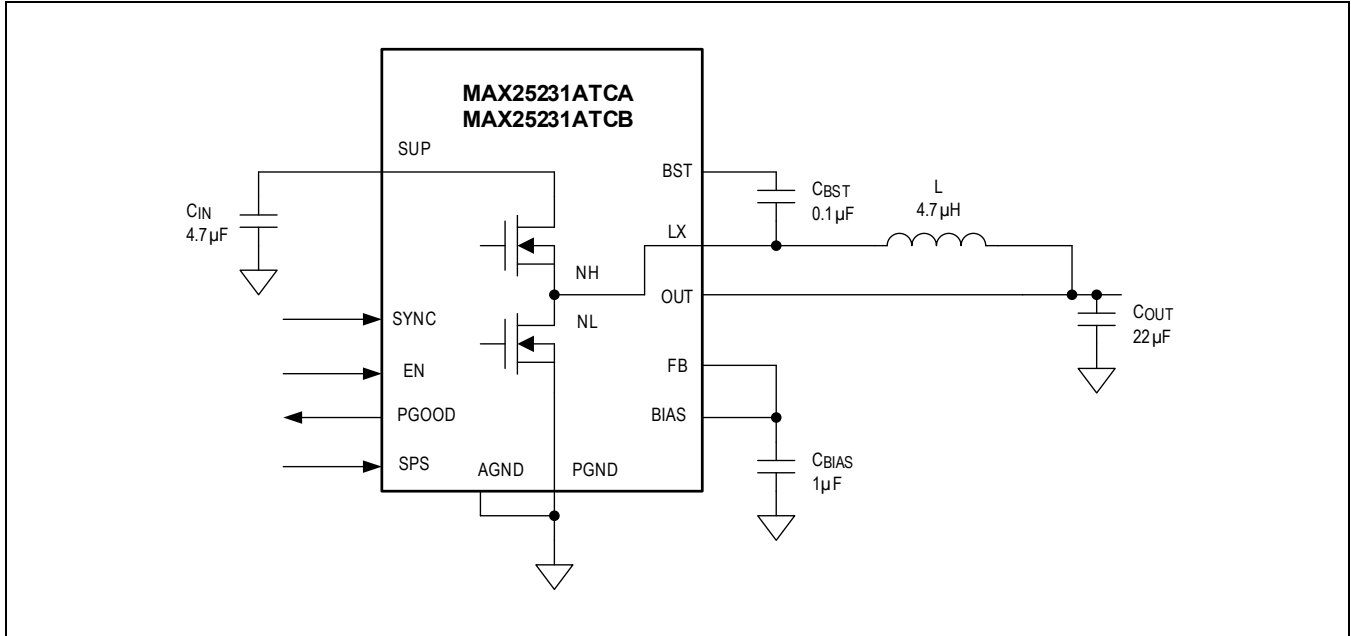 MAX25231ATCA
MAX25231ATCB
SUP
BST
CIN
4.7µF
CBST
0.1µF
L
4.7µH
LX
NH
OUT
NL
SYNC
COUT
22µF
EN
FB
PGOOD
BIAS
SPS
AGND
PGND
CBIAS
1µF